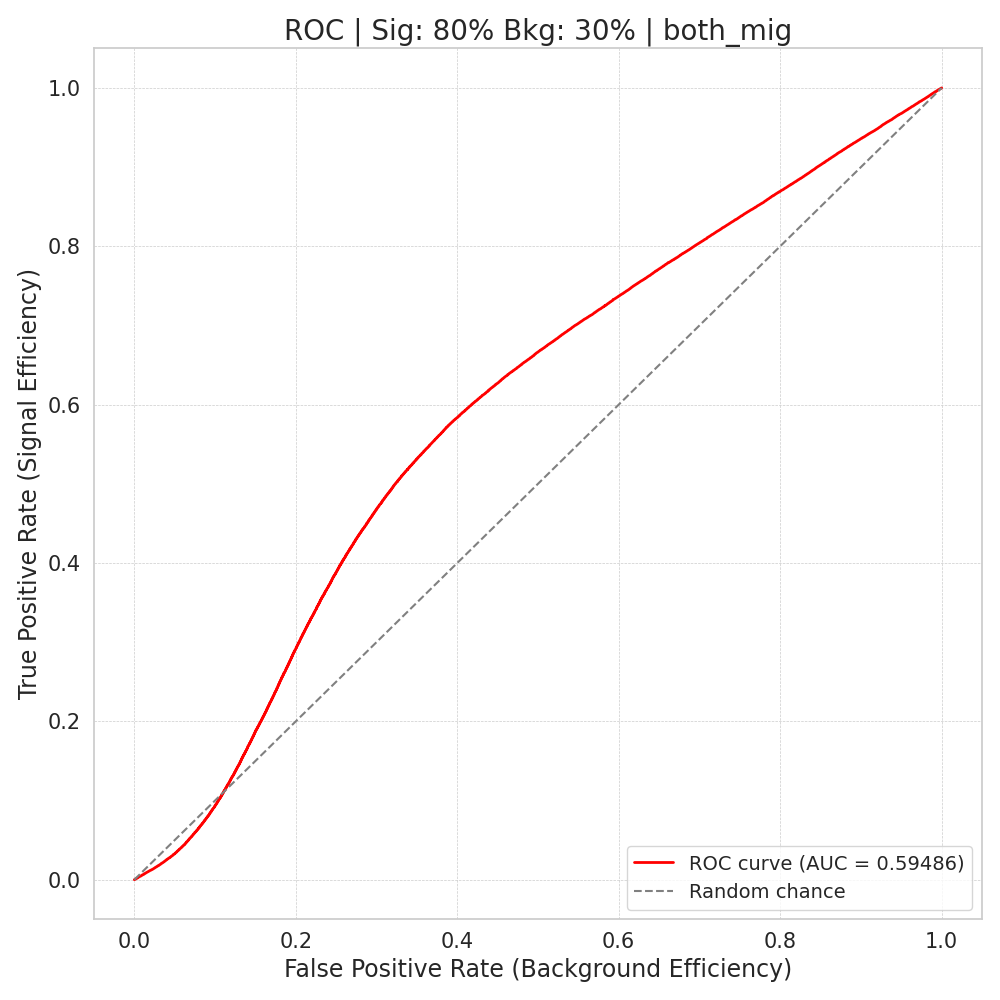 ROC | Sig: 80% Bkg: 30% | both_mig
True Positive Rate (Signal Efficiency)
1.0
0.8
0.6
0.4
0.2
0.0
ROC curve (AUC = 0.59486)
Random chance
0.0 0.2 0.4 0.6 0.8 1.0
False Positive Rate (Background Efficiency)